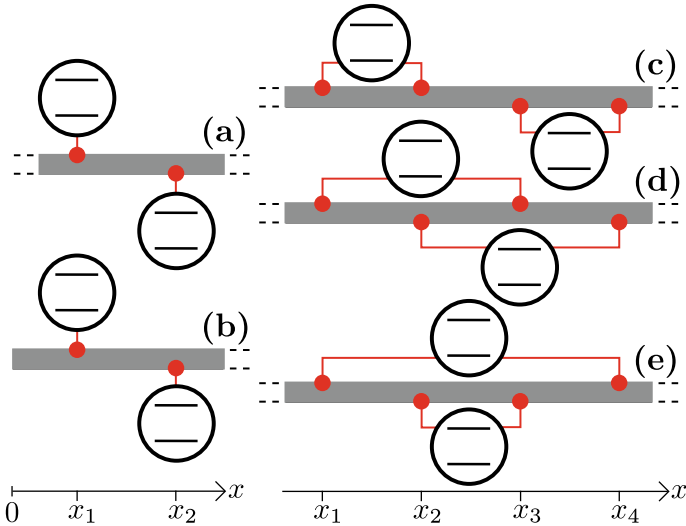 (a)
(b)
(c)
(d)
(e)
0 x₁ x₂ x
x₁ x₂ x₃ x₄ x